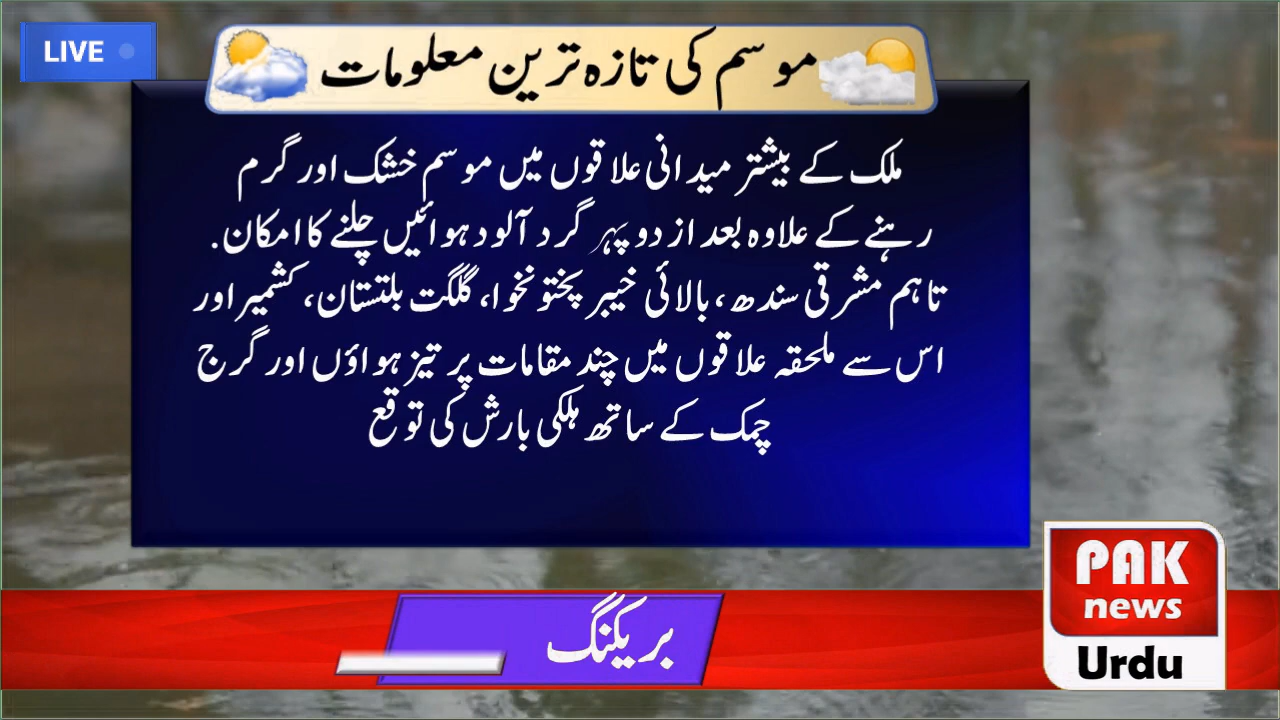 LIVE
موسم کی تازہ ترین معلومات
ملک کے بیشتر میدانی علاقوں میں موسم خشک اور گرم
رہنے کے علاوہ بعد از دوپہر گرد آلود ہوائیں چلنے کا امکان.
تاہم مشرقی سندھ، بالائی خیبر پختونخوا، گلگت بلتستان، کشمیر اور
اس سے ملحقہ علاقوں میں چند مقامات پر تیز ہواؤں اور گرج
چمک کے ساتھ ہلکی بارش کی توقع
بریکنگ
PAK
news
Urdu